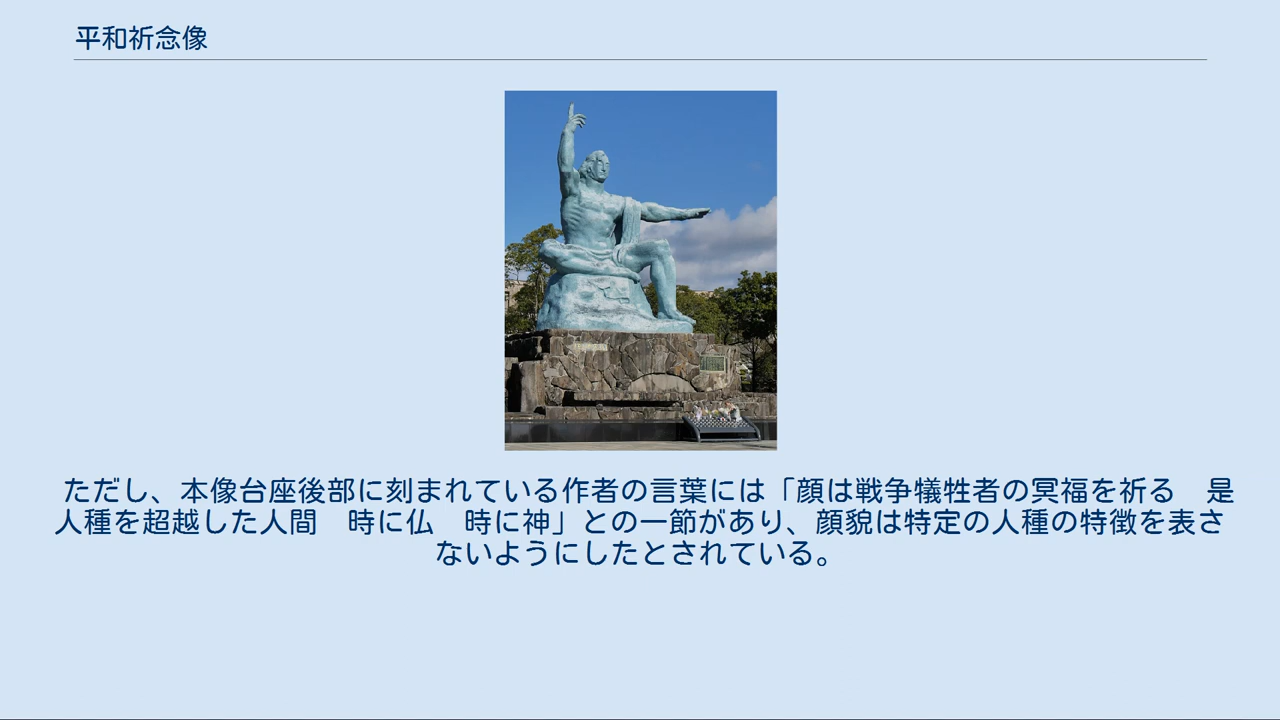 平和祈念像
ただし、本像台座後部に刻まれている作者の言葉には「顔は戦争犠牲者の冥福を祈る　是
人種を超越した人間　時に仏　時に神」との一節があり、顔貌は特定の人種の特徴を表さ
ないようにしたとされている。